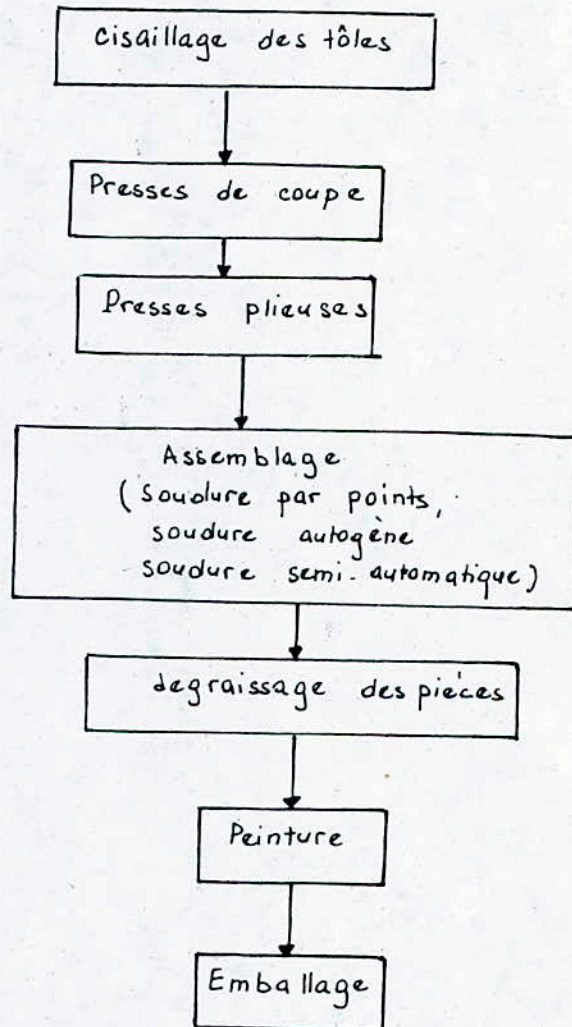 cisaillage des tôles
Presses de coupe
Presses plieuses
Assemblage
(soudure par points,
soudure autogène
soudure semi-automatique)
degraissage des pièces
Peinture
Emballage